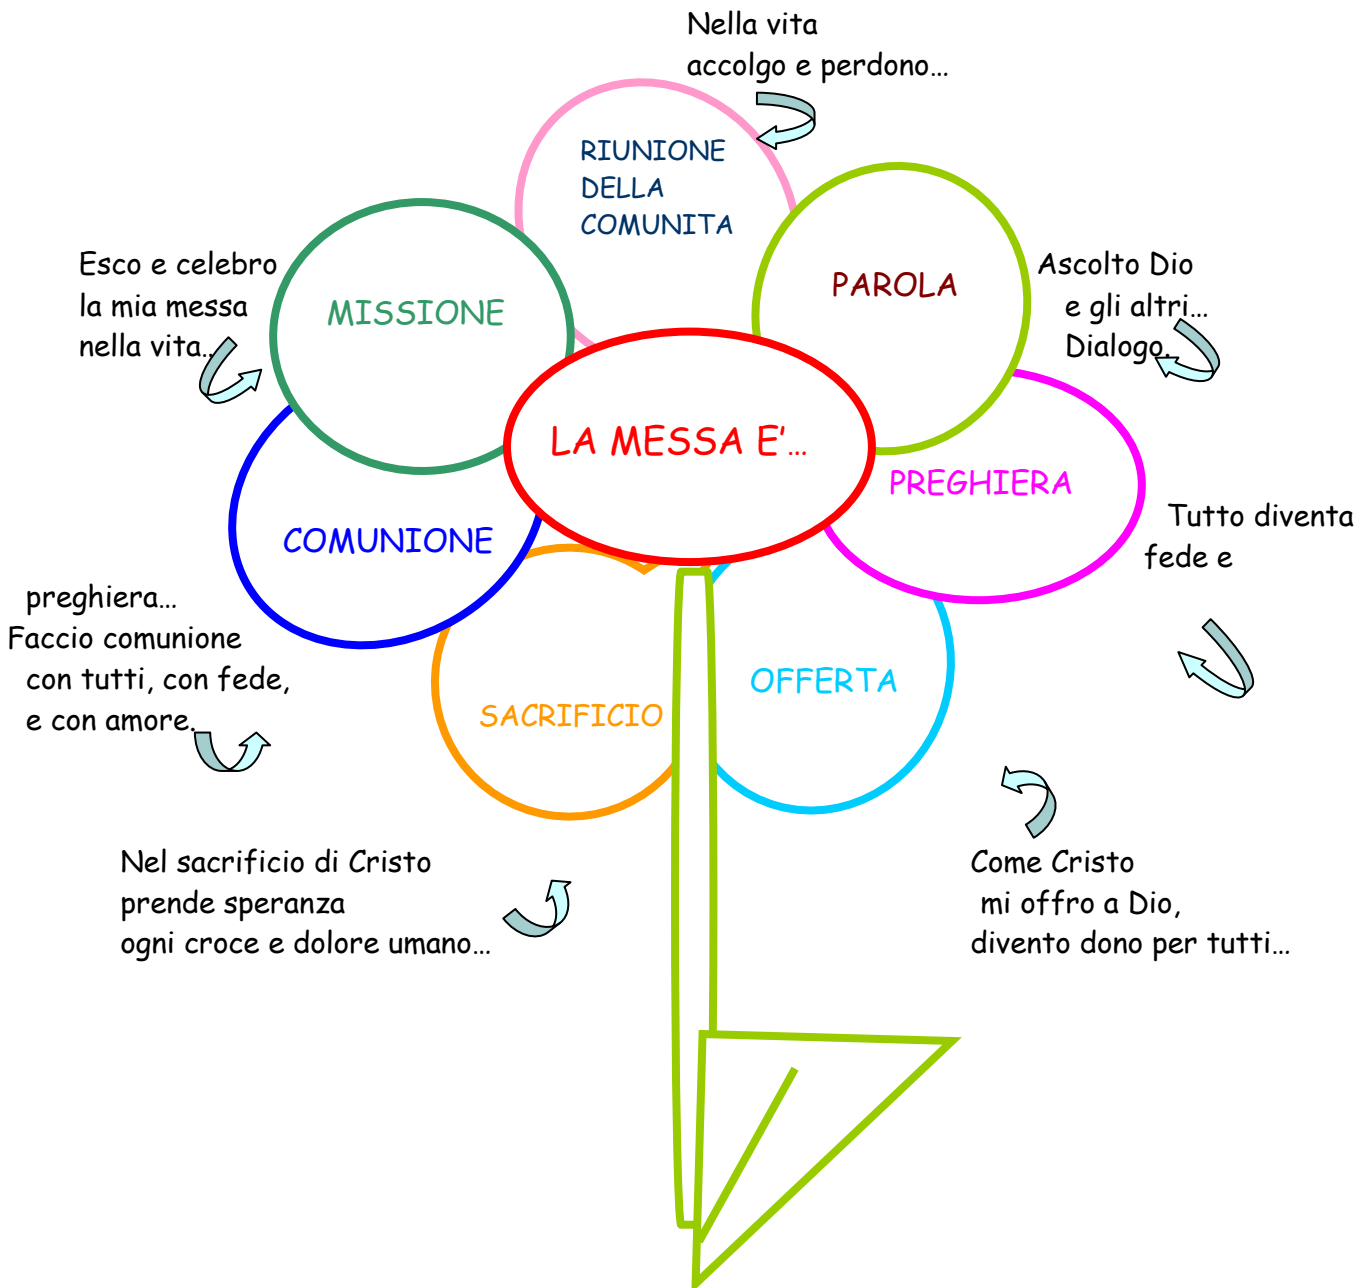 Nella vita
accolgo e perdono…
RIUNIONE
DELLA
COMUNITA
PAROLA
Ascolto Dio
e gli altri…
Dialogo.
Esco e celebro
la mia messa
nella vita…
MISSIONE
LA MESSA E’…
PREGHIERA
Tutto diventa
fede e
preghiera…
COMUNIONE
Faccio comunione
con tutti, con fede,
e con amore.
OFFERTA
SACRIFICIO
Nel sacrificio di Cristo
prende speranza
ogni croce e dolore umano…
Come Cristo
mi offro a Dio,
divento dono per tutti…